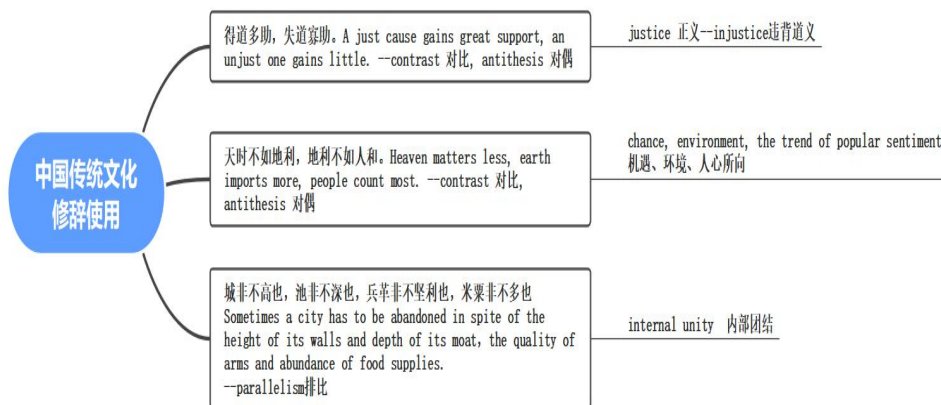 中国传统文化
修辞使用
得道多助，失道寡助。A just cause gains great support, an
unjust one gains little. --contrast 对比, antithesis 对偶
justice 正义--injustice违背道义
天时不如地利，地利不如人和。Heaven matters less, earth
imports more, people count most. --contrast 对比,
antithesis 对偶
chance, environment, the trend of popular sentiment
机遇、环境、人心所向
城非不高也，池非不深也，兵革非不坚利也，米粟非不多也
Sometimes a city has to be abandoned in spite of the
height of its walls and depth of its moat, the quality of
arms and abundance of food supplies.
--parallelism排比
internal unity 内部团结